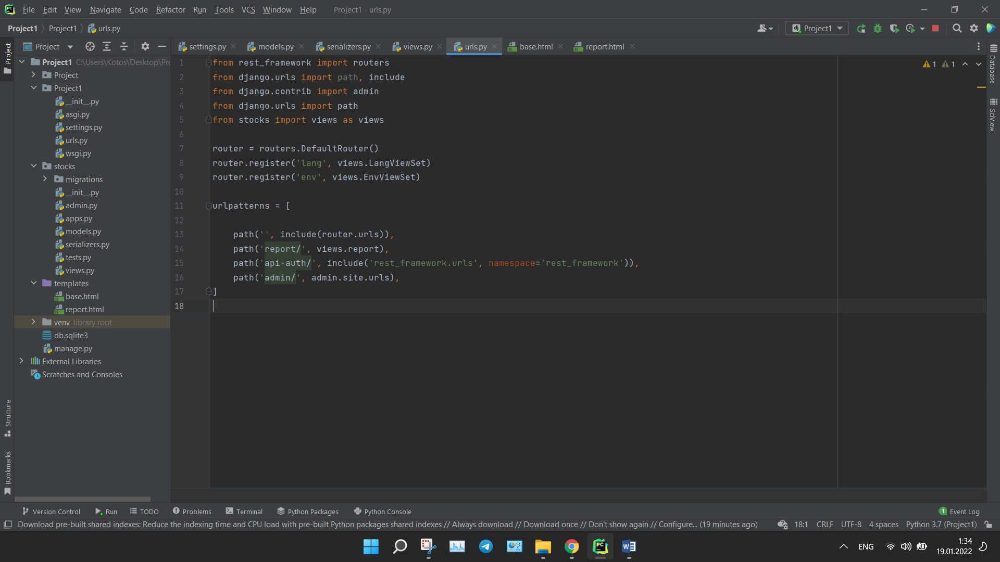 File Edit View Navigate Code Refactor Run Tools VCS Window Help Project1 - urls.py
Project1 Project1 urls.py
Project1
Project
settings.py models.py serializers.py views.py urls.py base.html report.html
Project1 C:\Users\Kotos\Desktop\Pro
Project
Project1
__init__.py
asgi.py
settings.py
urls.py
wsgi.py
stocks
migrations
__init__.py
admin.py
apps.py
models.py
serializers.py
tests.py
views.py
templates
base.html
report.html
venv library root
db.sqlite3
manage.py
External Libraries
Scratches and Consoles
1 from rest_framework import routers
2 from django.urls import path, include
3 from django.contrib import admin
4 from django.urls import path
5 from stocks import views as views
6
7 router = routers.DefaultRouter()
8 router.register('lang', views.LangViewSet)
9 router.register('env', views.EnvViewSet)
10
11 urlpatterns = [
12
13 path('', include(router.urls)),
14 path('report/', views.report),
15 path('api-auth/', include('rest_framework.urls', namespace='rest_framework')),
16 path('admin/', admin.site.urls),
17 ]
18
1 1
Project
Structure
Bookmarks
Database
SciView
Version Control Run TODO Problems Terminal Python Packages Python Console 1 Event Log
Download pre-built shared indexes: Reduce the indexing time and CPU load with pre-built Python packages shared indexes // Always download // Download once // Don't show again // Configure... (19 minutes ago) 18:1 CRLF UTF-8 4 spaces Python 3.7 (Project1)
ENG
1:34
19.01.2022